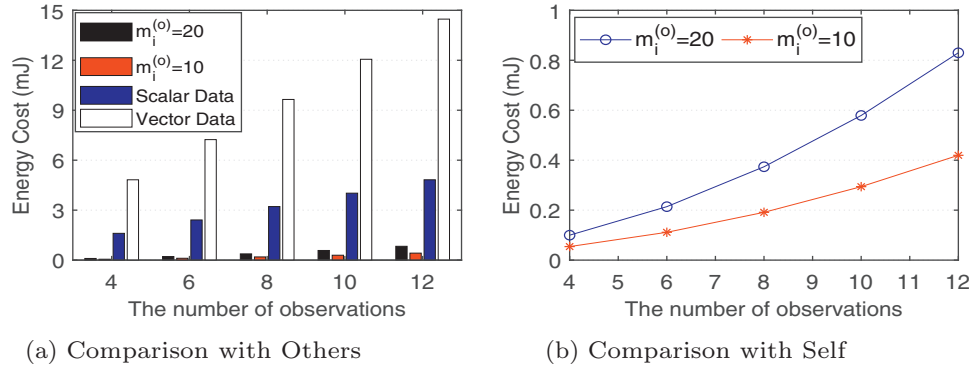 15
12
9
6
3
0
Energy Cost (mJ)
m_i^(o)=20
m_i^(o)=10
Scalar Data
Vector Data
4 6 8 10 12
The number of observations
(a) Comparison with Others
1
0.8
0.6
0.4
0.2
0
Energy Cost (mJ)
m_i^(o)=20 m_i^(o)=10
4 5 6 7 8 9 10 11 12
The number of observations
(b) Comparison with Self